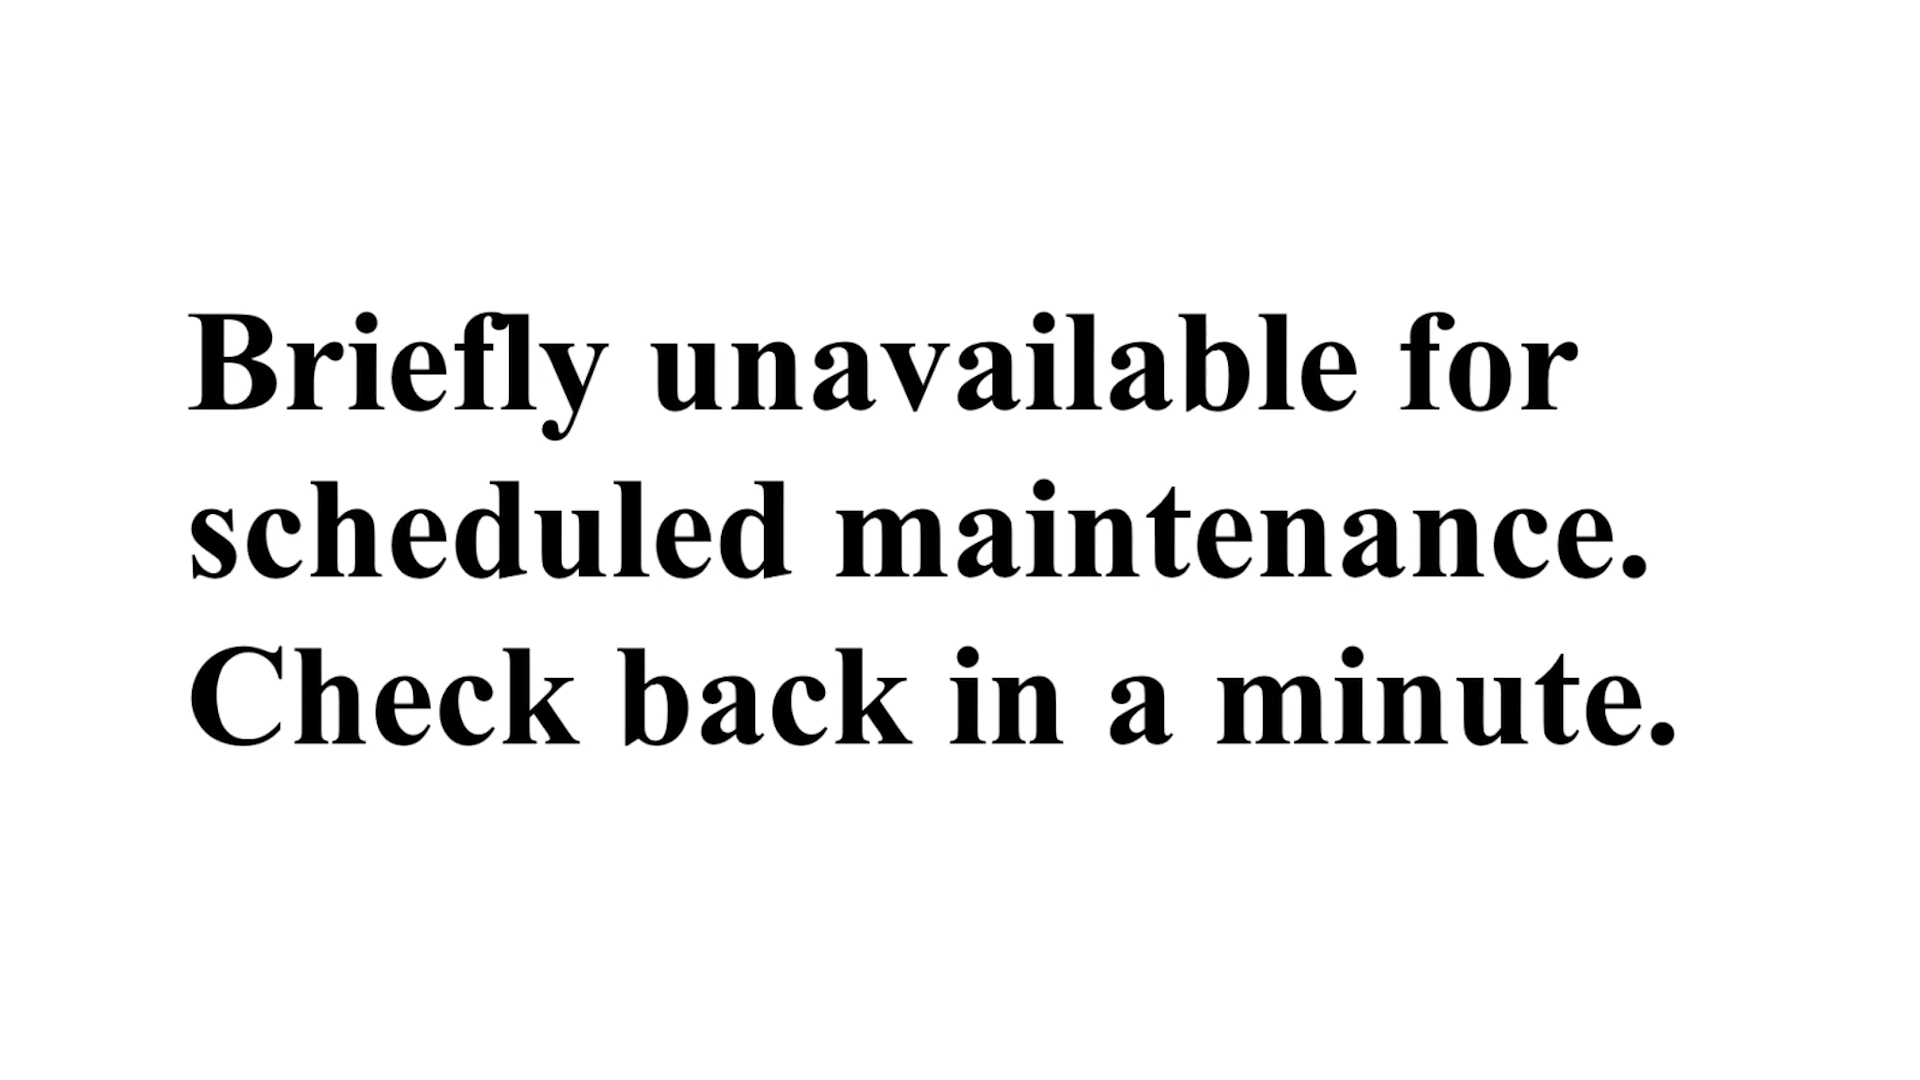 Briefly unavailable for
scheduled maintenance.
Check back in a minute.